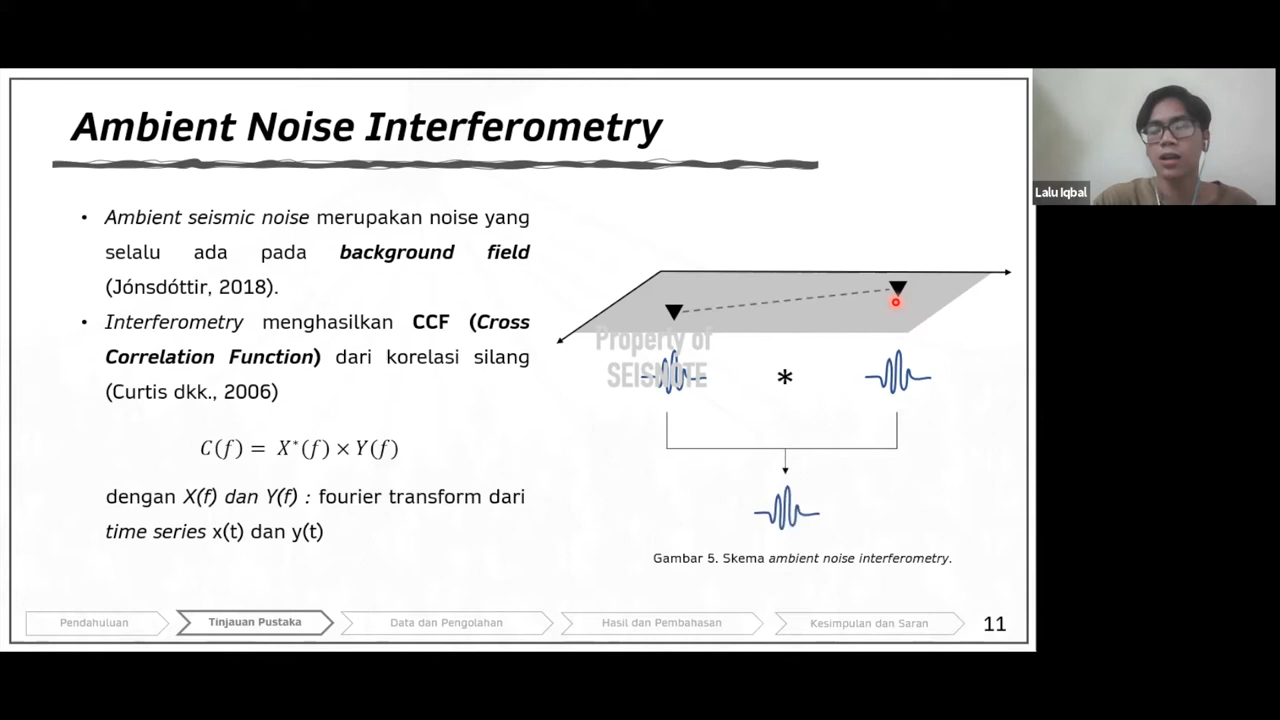 Ambient Noise Interferometry
• Ambient seismic noise merupakan noise yang
selalu ada pada background field
(Jónsdóttir, 2018).
• Interferometry menghasilkan CCF (Cross
Correlation Function) dari korelasi silang
(Curtis dkk., 2006)
C(f) = X*(f) × Y(f)
dengan X(f) dan Y(f) : fourier transform dari
time series x(t) dan y(t)
Property of
SEISNOTE
*
Gambar 5. Skema ambient noise interferometry.
Pendahuluan
Tinjauan Pustaka
Data dan Pengolahan
Hasil dan Pembahasan
Kesimpulan dan Saran
11
Lalu Iqbal